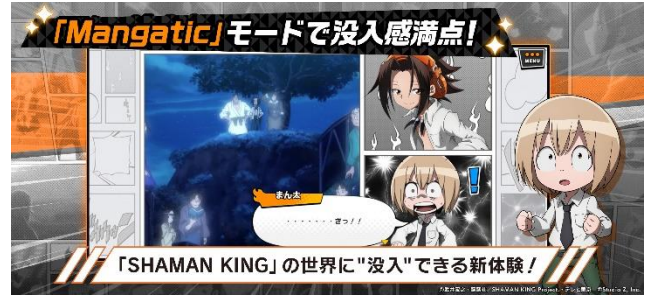 「Mangatic」モードで没入感満点!
MENU
まん太
・・・・・・・きっ!!
!
「SHAMAN KING」の世界に"没入"できる新体験!